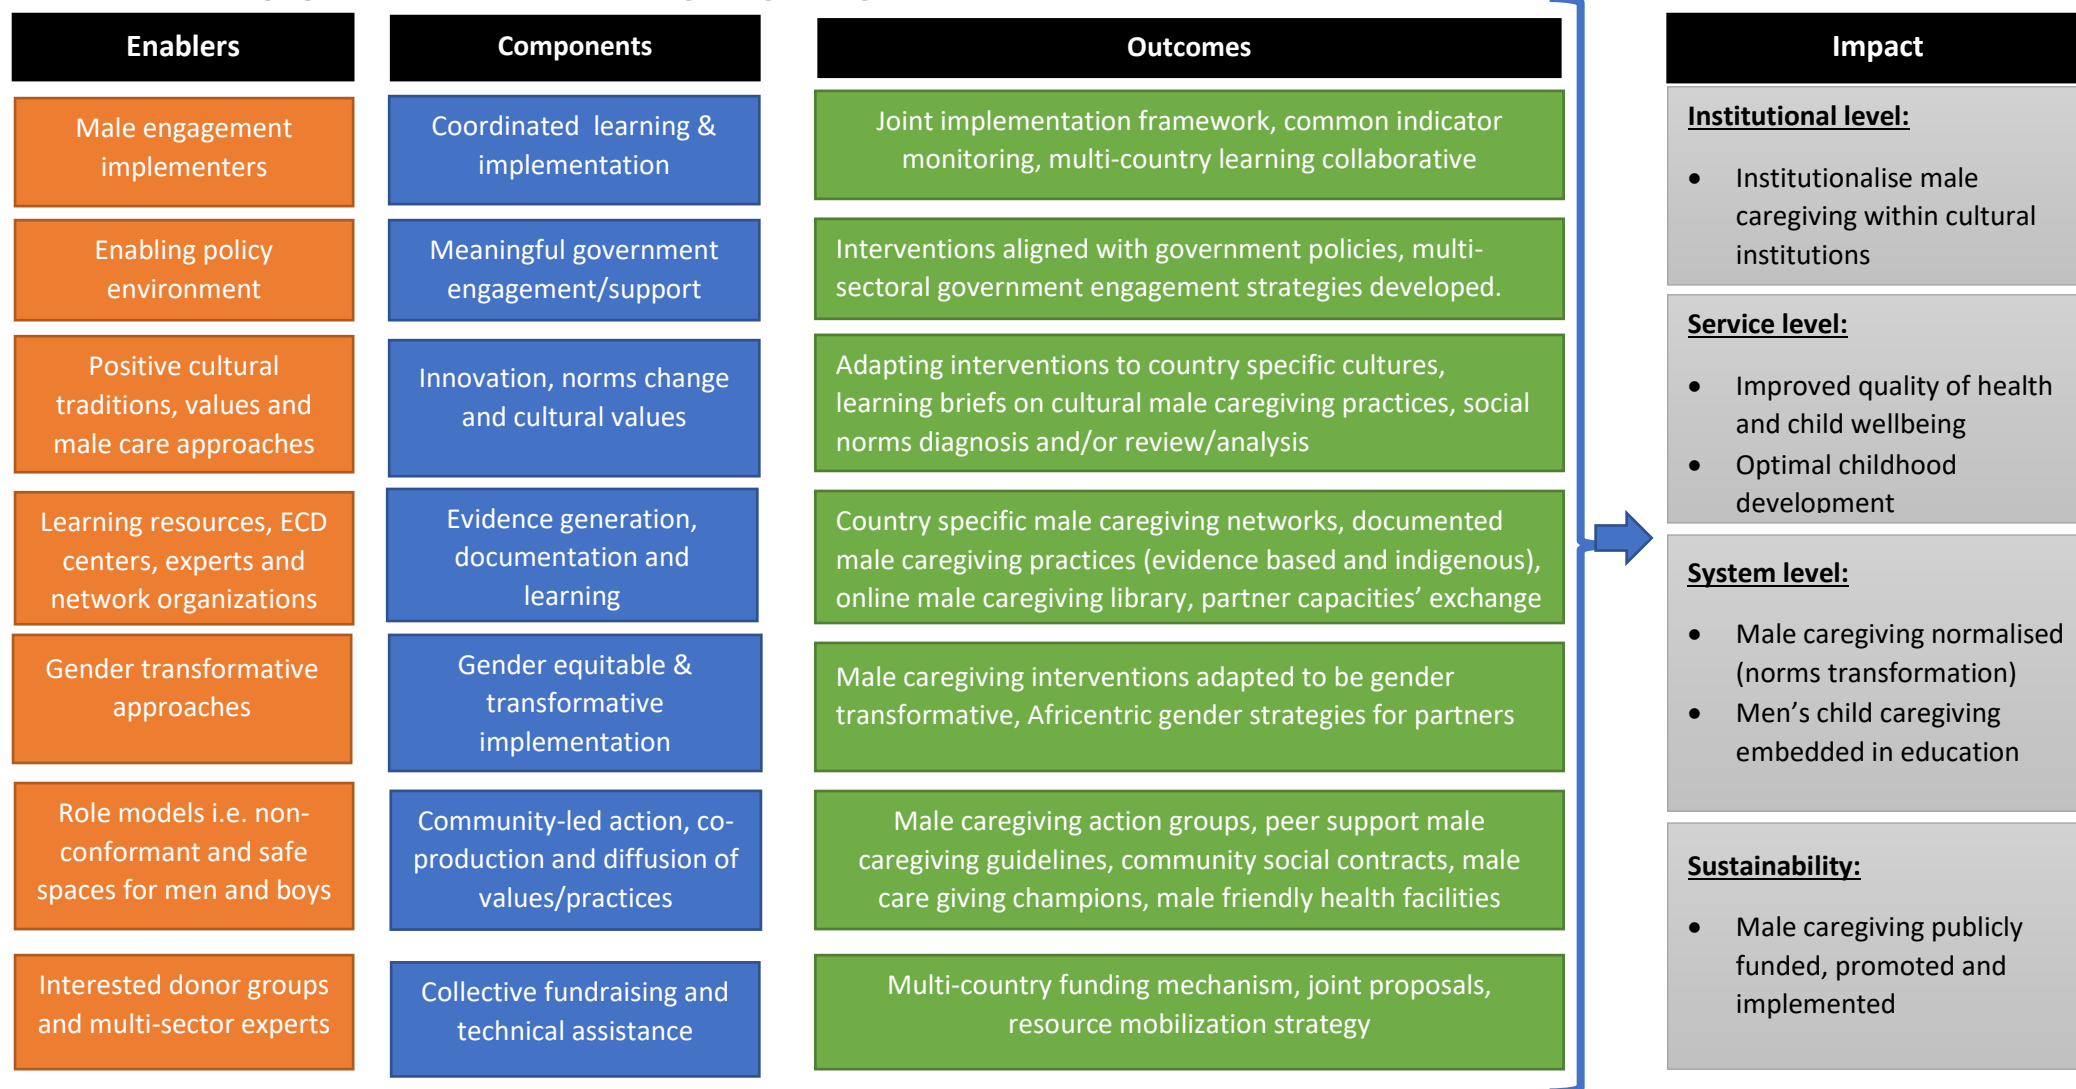 Enablers
Components
Outcomes
Impact
Male engagement
implementers
Coordinated learning &
implementation
Joint implementation framework, common indicator
monitoring, multi-country learning collaborative
Enabling policy
environment
Meaningful government
engagement/support
Interventions aligned with government policies, multi-
sectoral government engagement strategies developed.
Positive cultural
traditions, values and
male care approaches
Innovation, norms change
and cultural values
Adapting interventions to country specific cultures,
learning briefs on cultural male caregiving practices, social
norms diagnosis and/or review/analysis
Learning resources, ECD
centers, experts and
network organizations
Evidence generation,
documentation and
learning
Country specific male caregiving networks, documented
male caregiving practices (evidence based and indigenous),
online male caregiving library, partner capacities’ exchange
Gender transformative
approaches
Gender equitable &
transformative
implementation
Male caregiving interventions adapted to be gender
transformative, Africentric gender strategies for partners
Role models i.e. non-
conformant and safe
spaces for men and boys
Community-led action, co-
production and diffusion of
values/practices
Male caregiving action groups, peer support male
caregiving guidelines, community social contracts, male
care giving champions, male friendly health facilities
Interested donor groups
and multi-sector experts
Collective fundraising and
technical assistance
Multi-country funding mechanism, joint proposals,
resource mobilization strategy
Institutional level:
• Institutionalise male
caregiving within cultural
institutions
Service level:
• Improved quality of health
and child wellbeing
• Optimal childhood
development
System level:
• Male caregiving normalised
(norms transformation)
• Men’s child caregiving
embedded in education
Sustainability:
• Male caregiving publicly
funded, promoted and
implemented